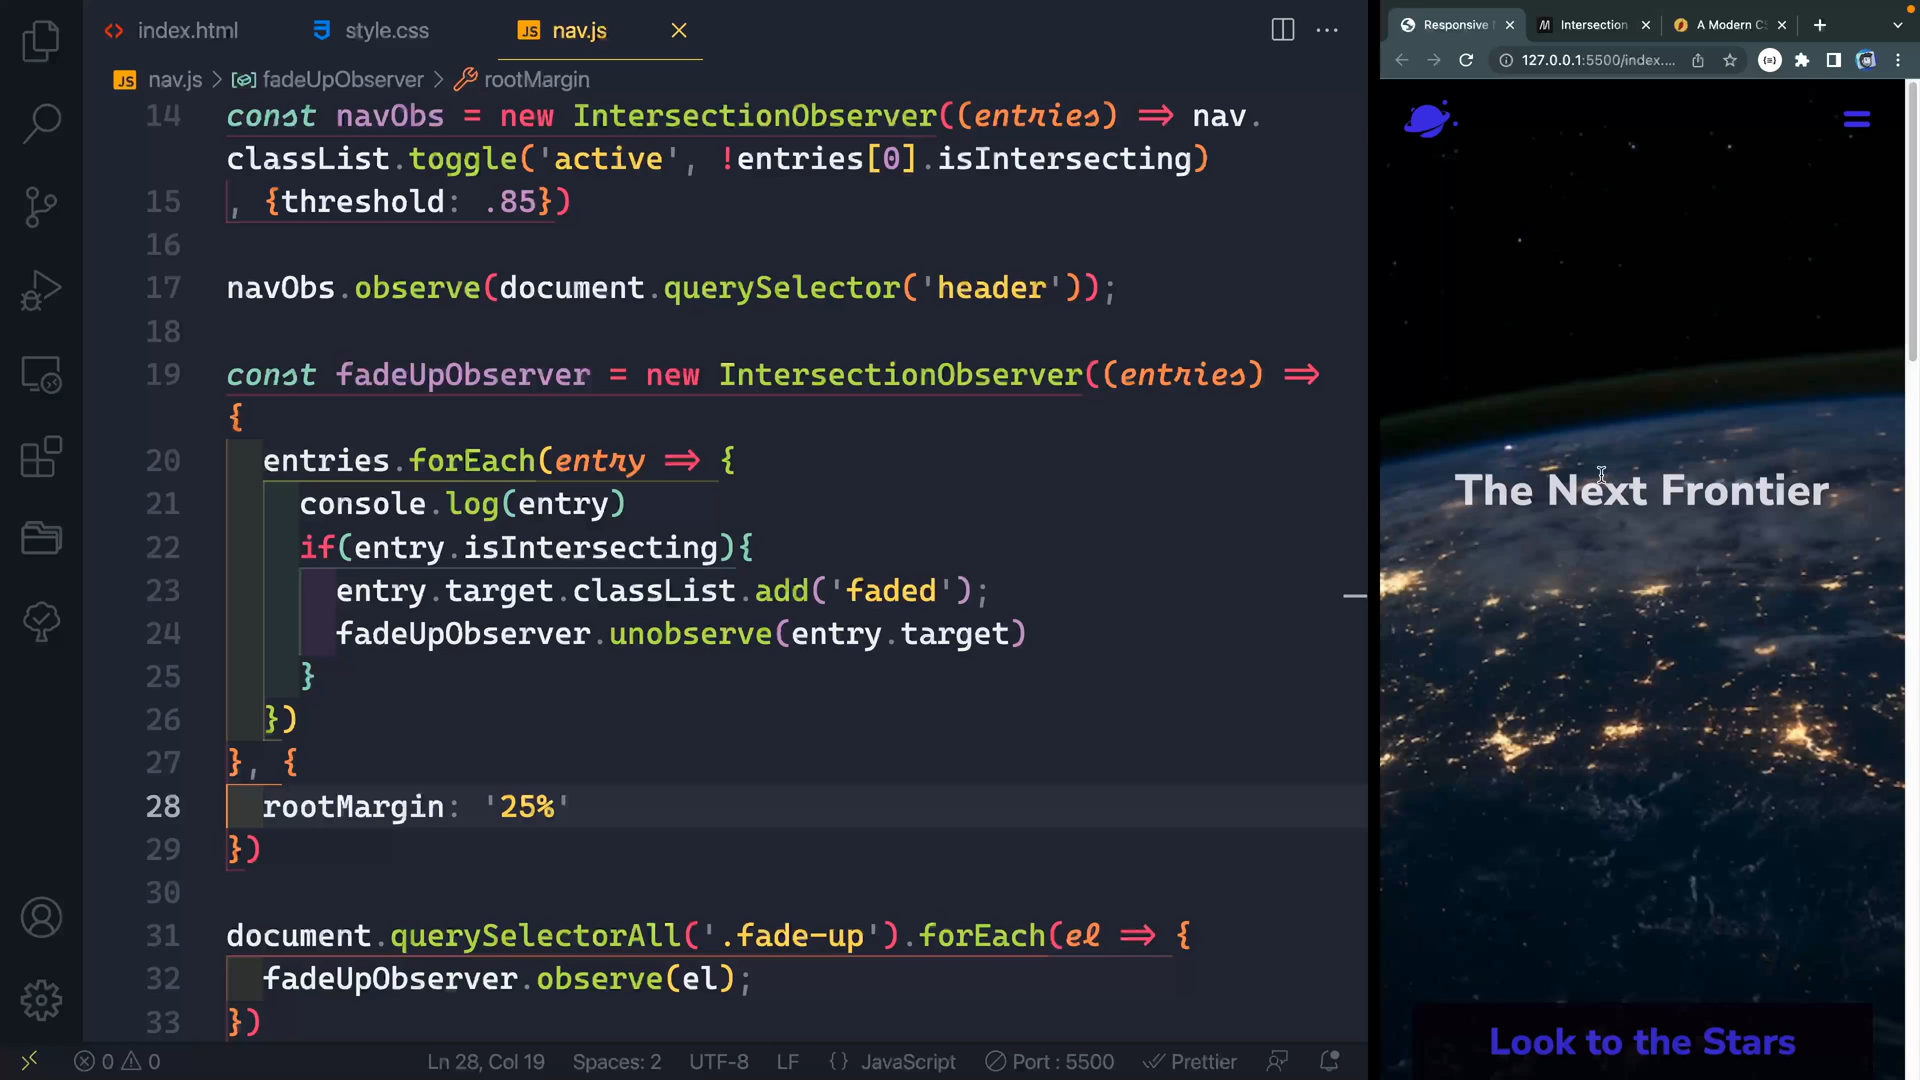 index.html
style.css
JS nav.js
JS nav.js > fadeUpObserver > rootMargin
14 const navObs = new IntersectionObserver((entries) => nav.
classList.toggle('active', !entries[0].isIntersecting)
15 , {threshold: .85})
16
17 navObs.observe(document.querySelector('header'));
18
19 const fadeUpObserver = new IntersectionObserver((entries) =>
{
20 entries.forEach(entry => {
21 console.log(entry)
22 if(entry.isIntersecting){
23 entry.target.classList.add('faded');
24 fadeUpObserver.unobserve(entry.target)
25 }
26 })
27 }, {
28 rootMargin: '25%'
29 })
30
31 document.querySelectorAll('.fade-up').forEach(el => {
32 fadeUpObserver.observe(el);
33 })
0 0
Ln 28, Col 19
Spaces: 2
UTF-8
LF
{} JavaScript
Port : 5500
Prettier
Responsive
Intersection
A Modern CS
127.0.0.1:5500/index....
The Next Frontier
Look to the Stars